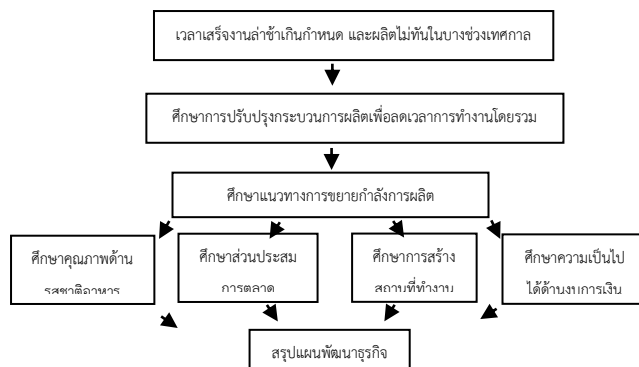 เวลาเสร็จงานล่าช้าเกินกำหนด และผลิตไม่ทันในบางช่วงเทศกาล
ศึกษาการปรับปรุงกระบวนการผลิตเพื่อลดเวลาการทำงานโดยรวม
ศึกษาแนวทางการขยายกำลังการผลิต
ศึกษาคุณภาพด้าน
รสชาติอาหาร
ศึกษาส่วนประสม
การตลาด
ศึกษาการสร้าง
สถานที่ทำงาน
ศึกษาความเป็นไป
ได้ด้านงบการเงิน
สรุปแผนพัฒนาธุรกิจ